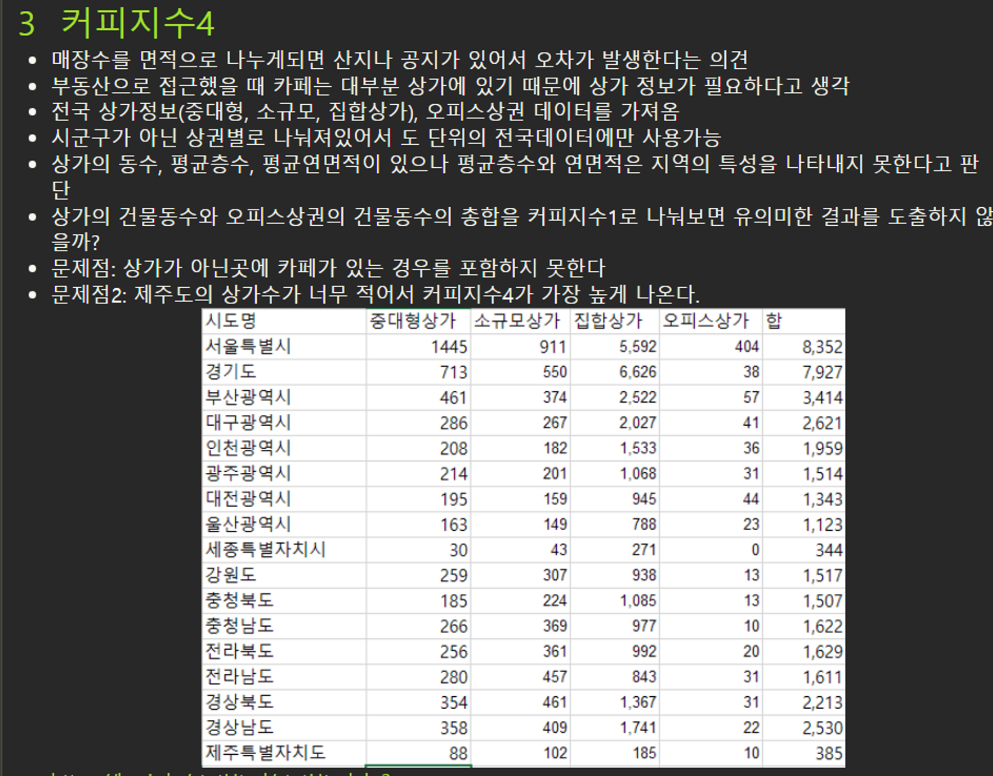 3 커피지수4
• 매장수를 면적으로 나누게되면 산지나 공지가 있어서 오차가 발생한다는 의견
• 부동산으로 접근했을 때 카페는 대부분 상가에 있기 때문에 상가 정보가 필요하다고 생각
• 전국 상가정보(중대형, 소규모, 집합상가), 오피스상권 데이터를 가져옴
• 시군구가 아닌 상권별로 나눠져있어서 도 단위의 전국데이터에만 사용가능
• 상가의 동수, 평균층수, 평균연면적이 있으나 평균층수와 연면적은 지역의 특성을 나타내지 못한다고 판
단
• 상가의 건물동수와 오피스상권의 건물동수의 총합을 커피지수1로 나눠보면 유의미한 결과를 도출하지 않
을까?
• 문제점: 상가가 아닌곳에 카페가 있는 경우를 포함하지 못한다
• 문제점2: 제주도의 상가수가 너무 적어서 커피지수4가 가장 높게 나온다.
시도명 중대형상가 소규모상가 집합상가 오피스상가 합
서울특별시 1445 911 5,592 404 8,352
경기도 713 550 6,626 38 7,927
부산광역시 461 374 2,522 57 3,414
대구광역시 286 267 2,027 41 2,621
인천광역시 208 182 1,533 36 1,959
광주광역시 214 201 1,068 31 1,514
대전광역시 195 159 945 44 1,343
울산광역시 163 149 788 23 1,123
세종특별자치시 30 43 271 0 344
강원도 259 307 938 13 1,517
충청북도 185 224 1,085 13 1,507
충청남도 266 369 977 10 1,622
전라북도 256 361 992 20 1,629
전라남도 280 457 843 31 1,611
경상북도 354 461 1,367 31 2,213
경상남도 358 409 1,741 22 2,530
제주특별자치도 88 102 185 10 385